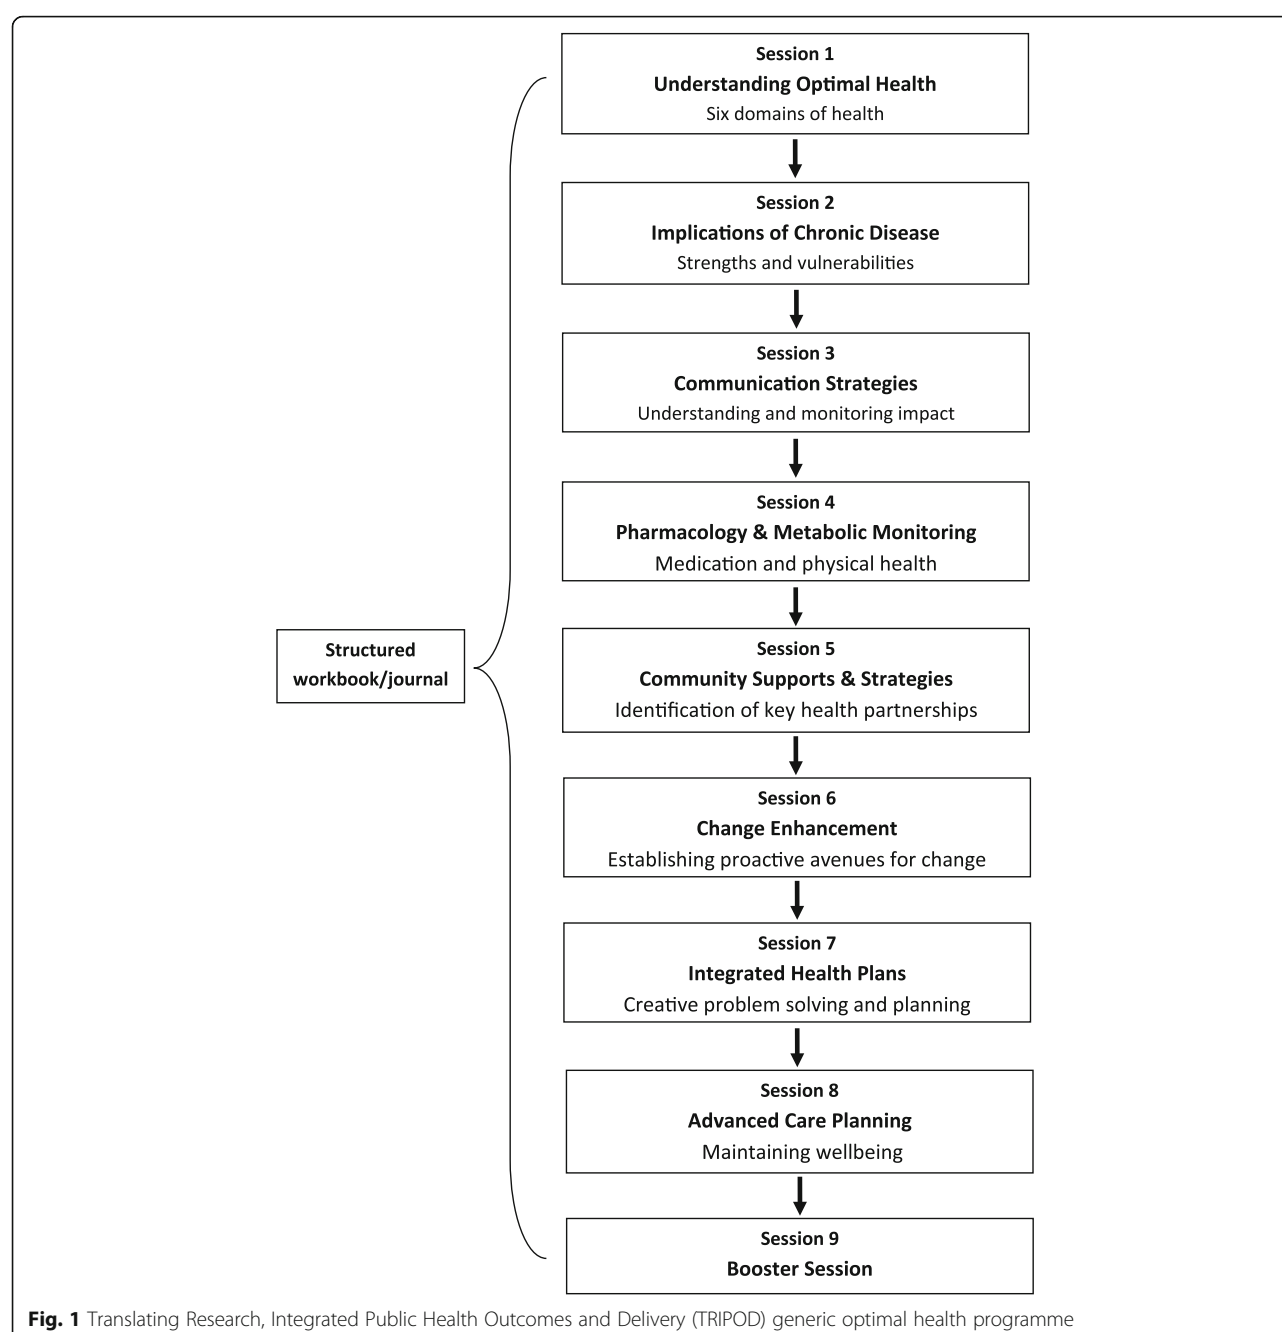 Session 1
Understanding Optimal Health
Six domains of health
Session 2
Implications of Chronic Disease
Strengths and vulnerabilities
Session 3
Communication Strategies
Understanding and monitoring impact
Session 4
Pharmacology & Metabolic Monitoring
Medication and physical health
Structured
workbook/journal
Session 5
Community Supports & Strategies
Identification of key health partnerships
Session 6
Change Enhancement
Establishing proactive avenues for change
Session 7
Integrated Health Plans
Creative problem solving and planning
Session 8
Advanced Care Planning
Maintaining wellbeing
Session 9
Booster Session
Fig. 1 Translating Research, Integrated Public Health Outcomes and Delivery (TRIPOD) generic optimal health programme